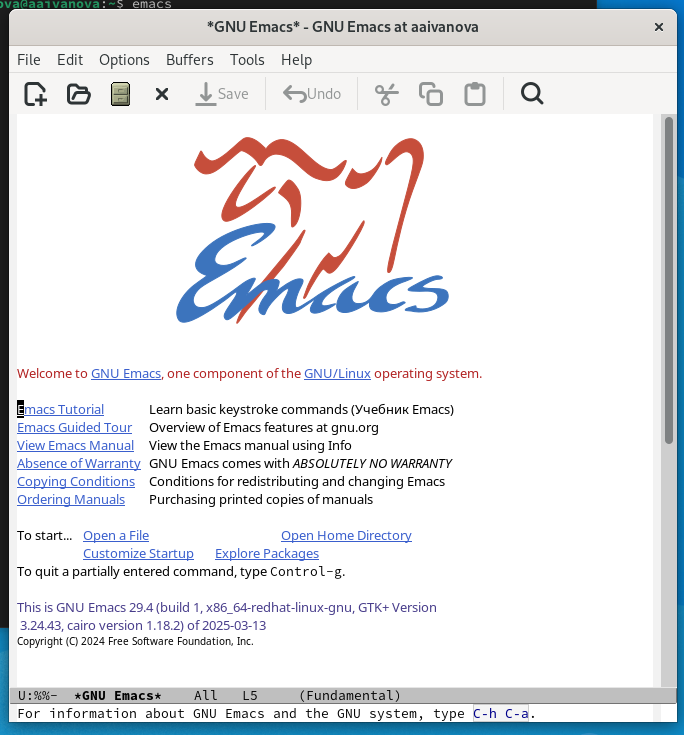 ova@aaivanova:~$ emacs
*GNU Emacs* - GNU Emacs at aaivanova
File Edit Options Buffers Tools Help
Save Undo
Emacs
Welcome to GNU Emacs, one component of the GNU/Linux operating system.
Emacs Tutorial Learn basic keystroke commands (Учебник Emacs)
Emacs Guided Tour Overview of Emacs features at gnu.org
View Emacs Manual View the Emacs manual using Info
Absence of Warranty GNU Emacs comes with ABSOLUTELY NO WARRANTY
Copying Conditions Conditions for redistributing and changing Emacs
Ordering Manuals Purchasing printed copies of manuals
To start... Open a File Open Home Directory
Customize Startup Explore Packages
To quit a partially entered command, type Control-g.
This is GNU Emacs 29.4 (build 1, x86_64-redhat-linux-gnu, GTK+ Version
3.24.43, cairo version 1.18.2) of 2025-03-13
Copyright (C) 2024 Free Software Foundation, Inc.
U:%%- *GNU Emacs* All L5 (Fundamental)
For information about GNU Emacs and the GNU system, type C-h C-a.